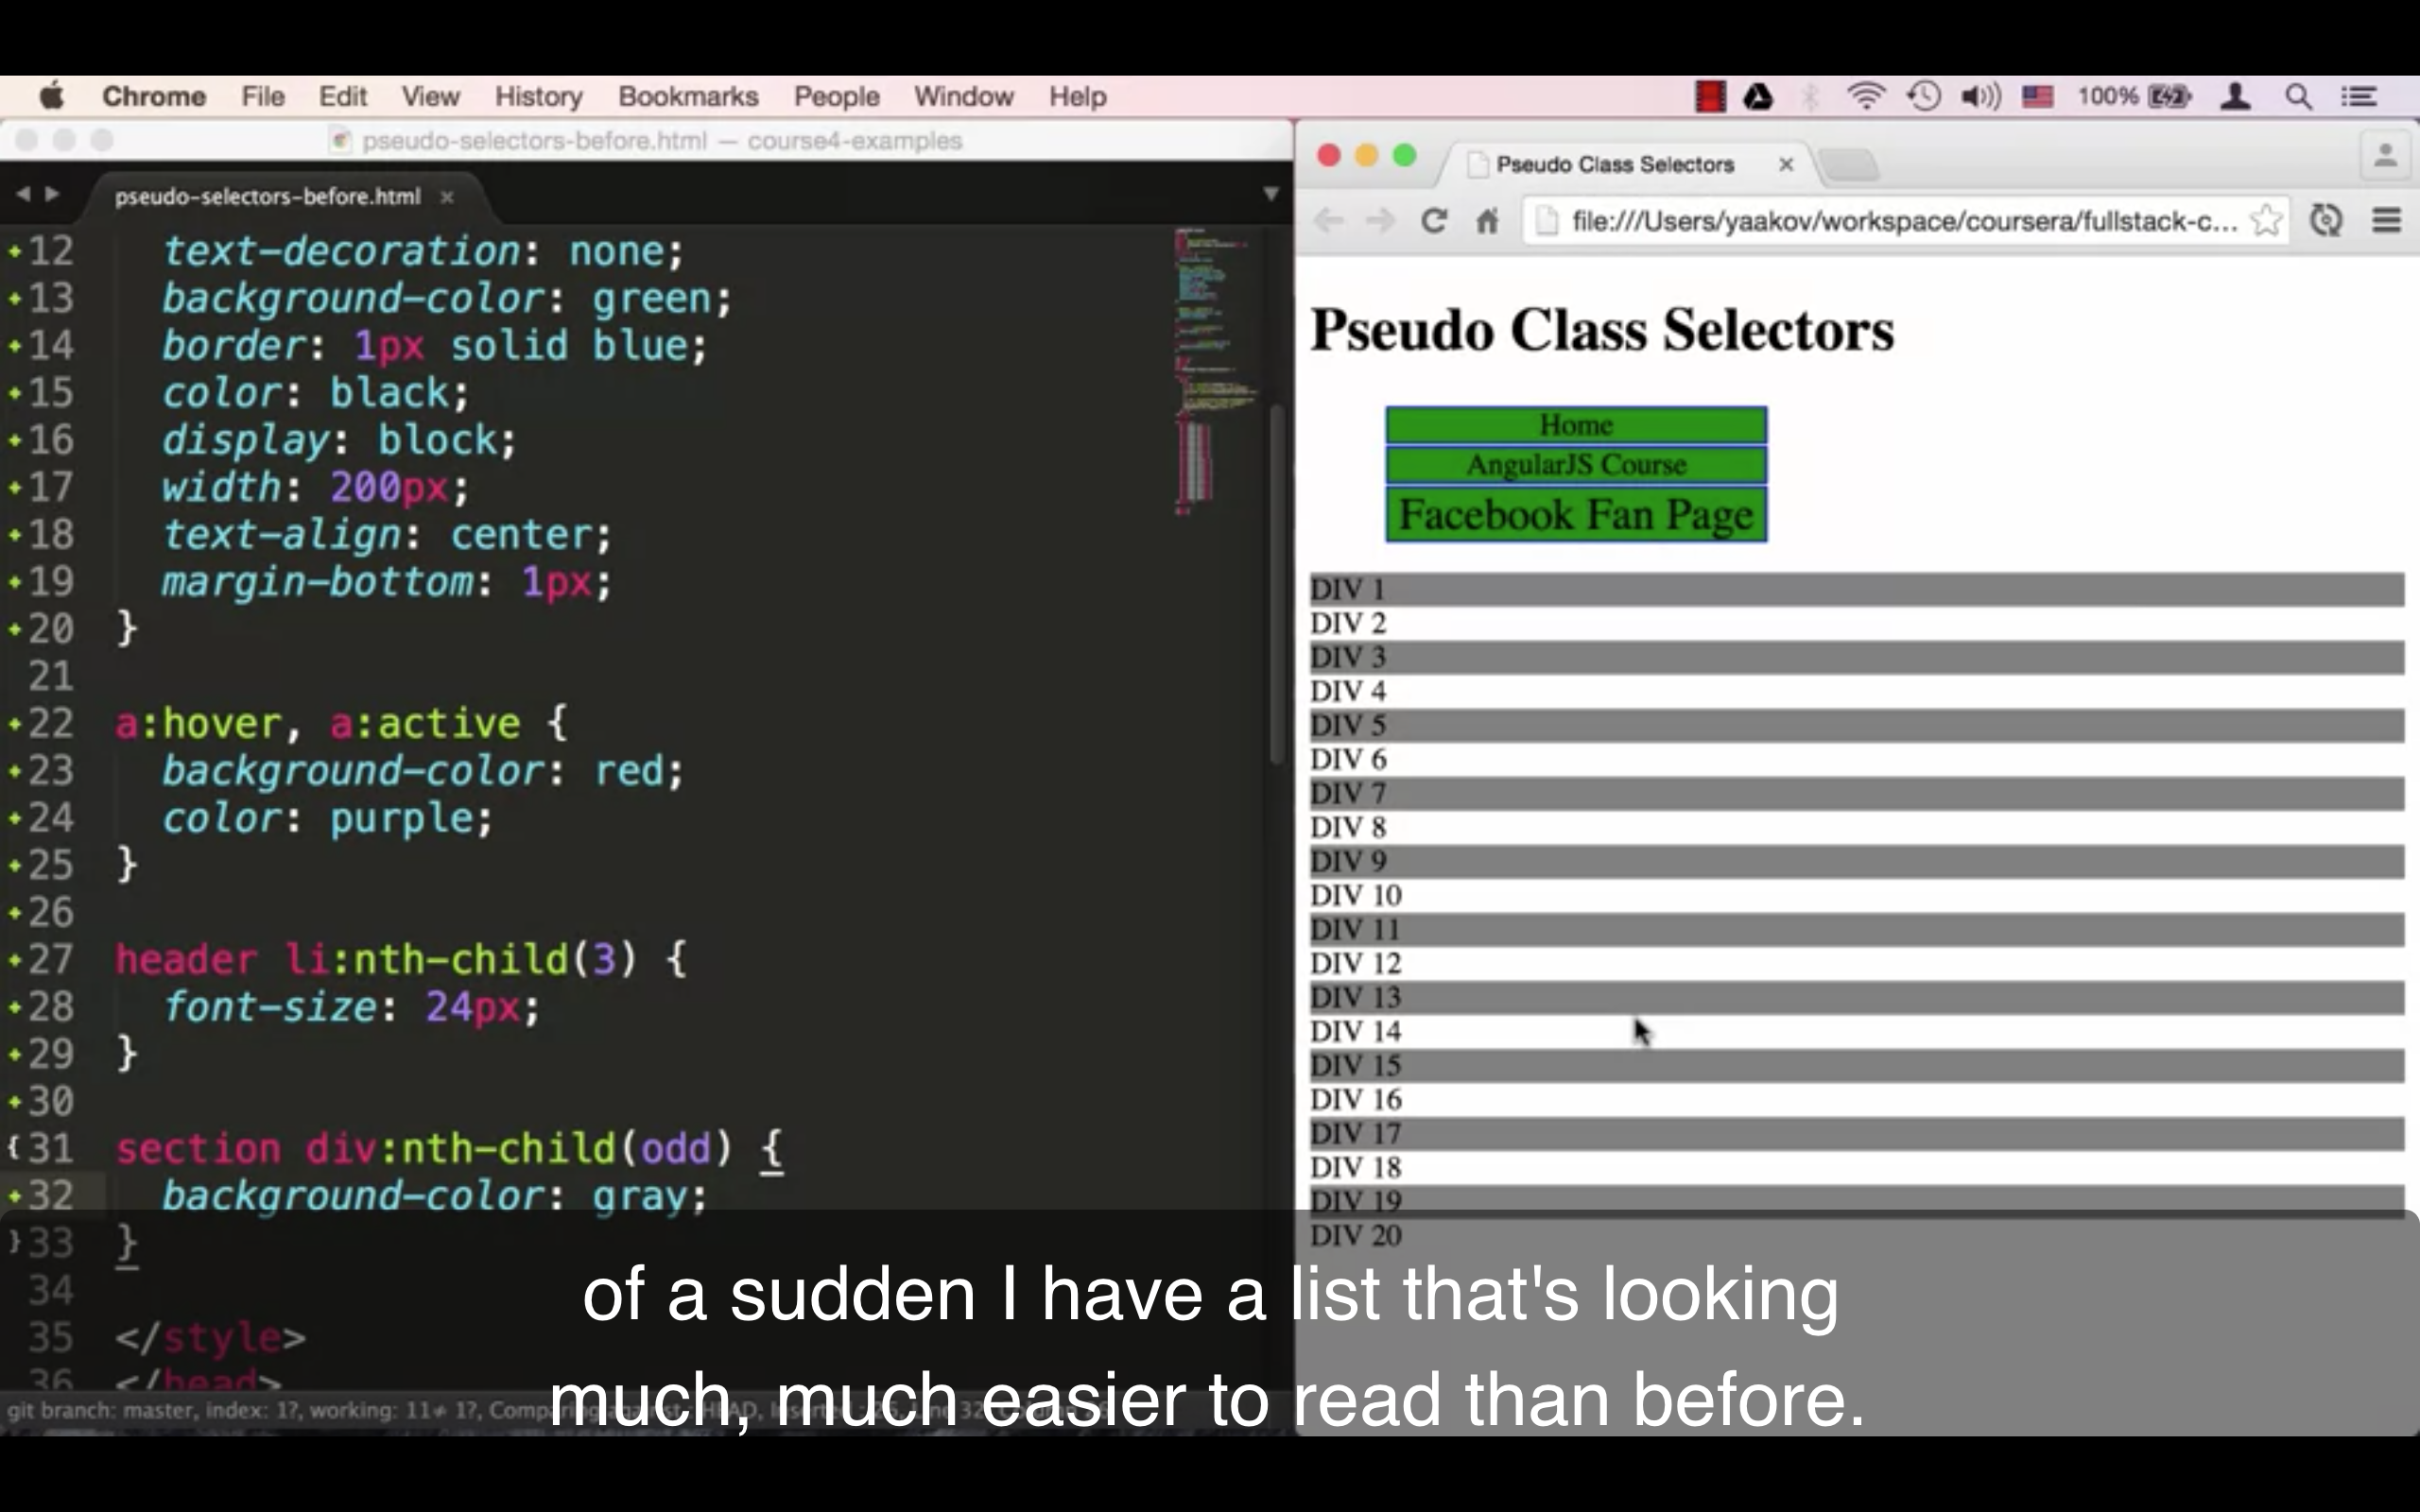 Chrome File Edit View History Bookmarks People Window Help 100%
pseudo-selectors-before.html — course4-examples
pseudo-selectors-before.html
12 text-decoration: none;
13 background-color: green;
14 border: 1px solid blue;
15 color: black;
16 display: block;
17 width: 200px;
18 text-align: center;
19 margin-bottom: 1px;
20 }
21
22 a:hover, a:active {
23 background-color: red;
24 color: purple;
25 }
26
27 header li:nth-child(3) {
28 font-size: 24px;
29 }
30
{31 section div:nth-child(odd) {
32 background-color: gray;
}33 }
34
35 </style>
36 </head>
git branch: master, index: 1?, working: 11≠ 1?,
Pseudo Class Selectors
file:///Users/yaakov/workspace/coursera/fullstack-c...
Pseudo Class Selectors
Home
AngularJS Course
Facebook Fan Page
DIV 1
DIV 2
DIV 3
DIV 4
DIV 5
DIV 6
DIV 7
DIV 8
DIV 9
DIV 10
DIV 11
DIV 12
DIV 13
DIV 14
DIV 15
DIV 16
DIV 17
DIV 18
DIV 19
DIV 20
of a sudden I have a list that's looking
much, much easier to read than before.